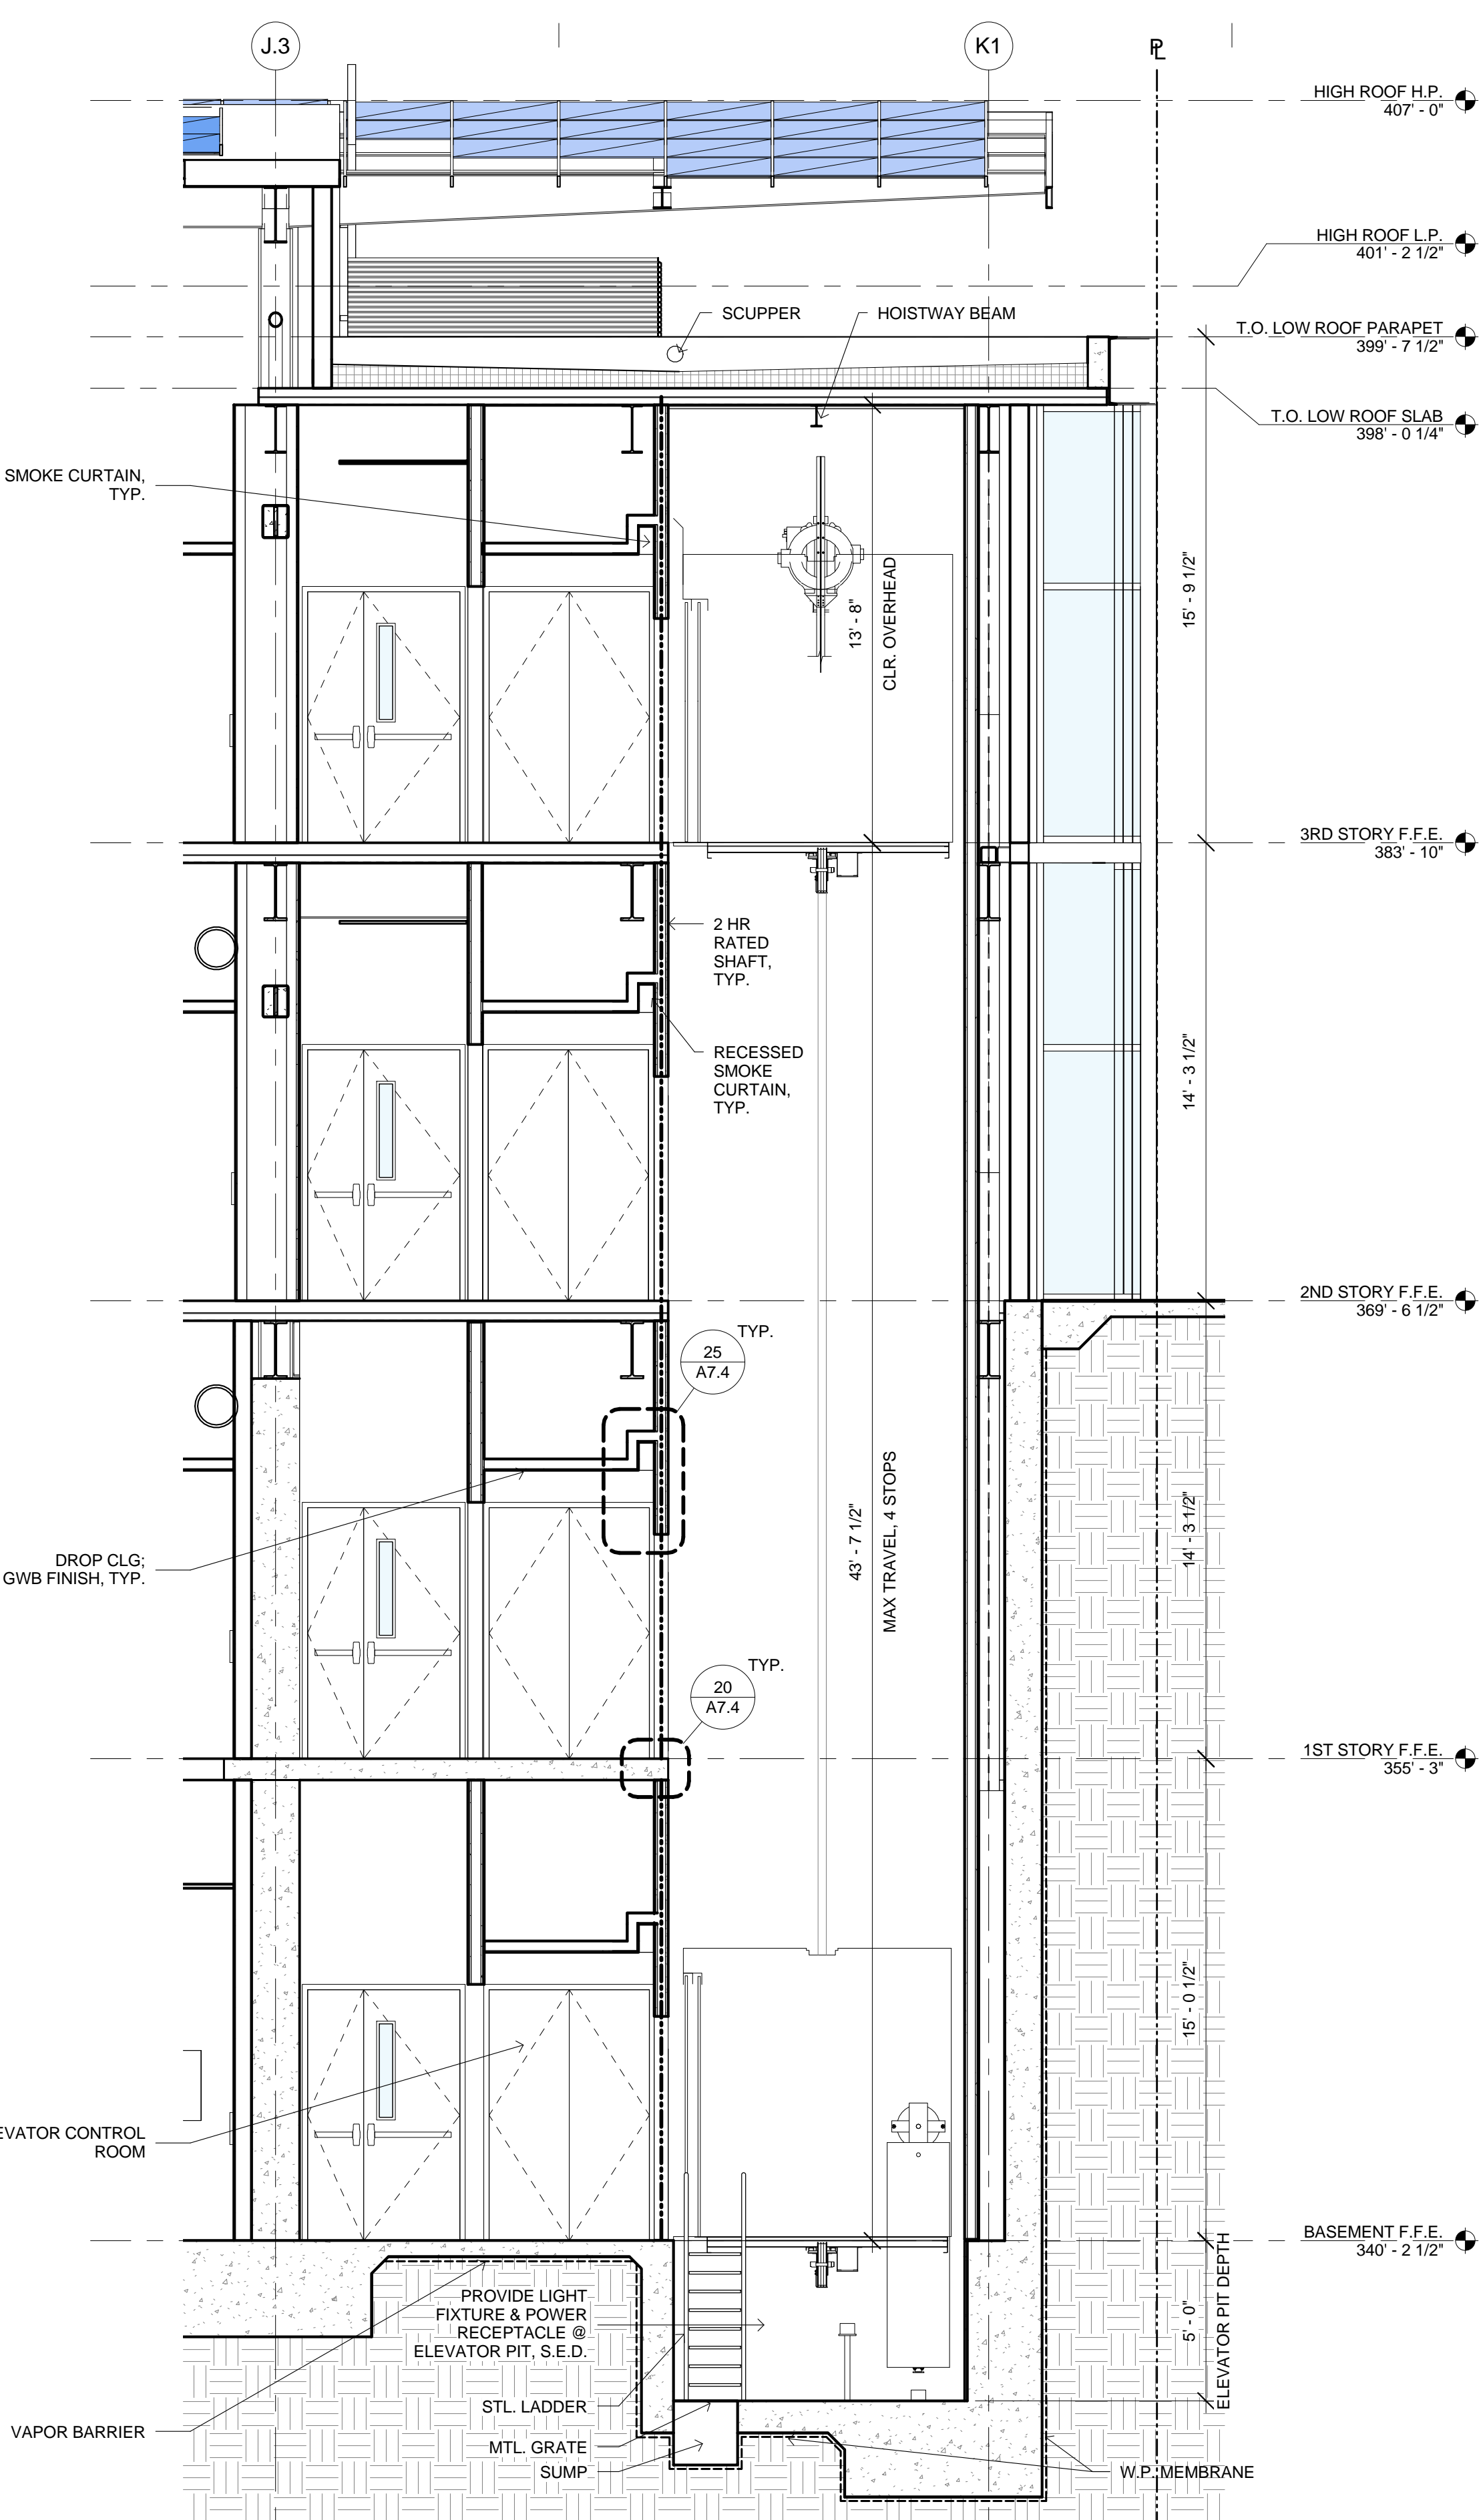 J.3
K1
PL
HIGH ROOF H.P.
407' - 0"
HIGH ROOF L.P.
401' - 2 1/2"
SCUPPER
HOISTWAY BEAM
T.O. LOW ROOF PARAPET
399' - 7 1/2"
T.O. LOW ROOF SLAB
398' - 0 1/4"
SMOKE CURTAIN,
TYP.
13' - 8"
CLR. OVERHEAD
15' - 9 1/2"
3RD STORY F.F.E.
383' - 10"
2 HR
RATED
SHAFT,
TYP.
RECESSED
SMOKE
CURTAIN,
TYP.
14' - 3 1/2"
2ND STORY F.F.E.
369' - 6 1/2"
TYP.
25
A7.4
43' - 7 1/2"
MAX TRAVEL, 4 STOPS
14' - 3 1/2"
DROP CLG;
GWB FINISH, TYP.
TYP.
20
A7.4
1ST STORY F.F.E.
355' - 3"
15' - 0 1/2"
EVATOR CONTROL
ROOM
BASEMENT F.F.E.
340' - 2 1/2"
PROVIDE LIGHT
FIXTURE & POWER
RECEPTACLE @
ELEVATOR PIT, S.E.D.
5' - 0"
ELEVATOR PIT DEPTH
STL. LADDER
VAPOR BARRIER
MTL. GRATE
SUMP
W.P. MEMBRANE